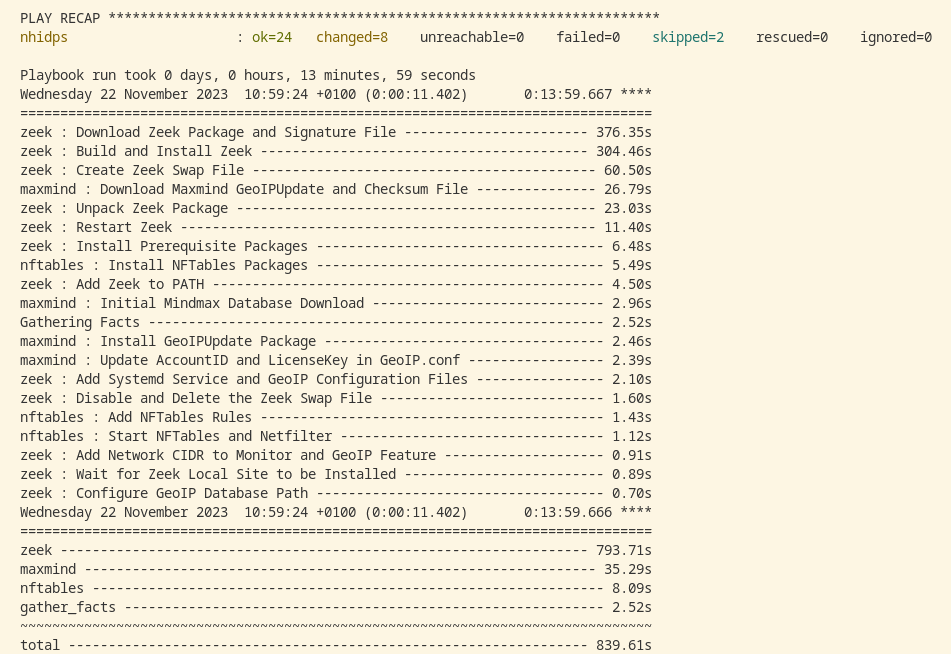 PLAY RECAP *********************************************************************
nhidps                     : ok=24   changed=8    unreachable=0    failed=0    skipped=2    rescued=0    ignored=0

Playbook run took 0 days, 0 hours, 13 minutes, 59 seconds
Wednesday 22 November 2023  10:59:24 +0100 (0:00:11.402)       0:13:59.667 ****
===============================================================================
zeek : Download Zeek Package and Signature File ----------------------- 376.35s
zeek : Build and Install Zeek ----------------------------------------- 304.46s
zeek : Create Zeek Swap File ------------------------------------------- 60.50s
maxmind : Download Maxmind GeoIPUpdate and Checksum File --------------- 26.79s
zeek : Unpack Zeek Package --------------------------------------------- 23.03s
zeek : Restart Zeek ---------------------------------------------------- 11.40s
zeek : Install Prerequisite Packages ------------------------------------ 6.48s
nftables : Install NFTables Packages ------------------------------------ 5.49s
zeek : Add Zeek to PATH ------------------------------------------------- 4.50s
maxmind : Initial Mindmax Database Download ----------------------------- 2.96s
Gathering Facts --------------------------------------------------------- 2.52s
maxmind : Install GeoIPUpdate Package ----------------------------------- 2.46s
maxmind : Update AccountID and LicenseKey in GeoIP.conf ----------------- 2.39s
zeek : Add Systemd Service and GeoIP Configuration Files ---------------- 2.10s
zeek : Disable and Delete the Zeek Swap File ---------------------------- 1.60s
nftables : Add NFTables Rules ------------------------------------------- 1.43s
nftables : Start NFTables and Netfilter --------------------------------- 1.12s
zeek : Add Network CIDR to Monitor and GeoIP Feature -------------------- 0.91s
zeek : Wait for Zeek Local Site to be Installed ------------------------- 0.89s
zeek : Configure GeoIP Database Path ------------------------------------ 0.70s
Wednesday 22 November 2023  10:59:24 +0100 (0:00:11.402)       0:13:59.666 ****
===============================================================================
zeek ------------------------------------------------------------------ 793.71s
maxmind ---------------------------------------------------------------- 35.29s
nftables ---------------------------------------------------------------- 8.09s
gather_facts ------------------------------------------------------------ 2.52s
~~~~~~~~~~~~~~~~~~~~~~~~~~~~~~~~~~~~~~~~~~~~~~~~~~~~~~~~~~~~~~~~~~~~~~~~~~~~~~~
total ----------------------------------------------------------------- 839.61s